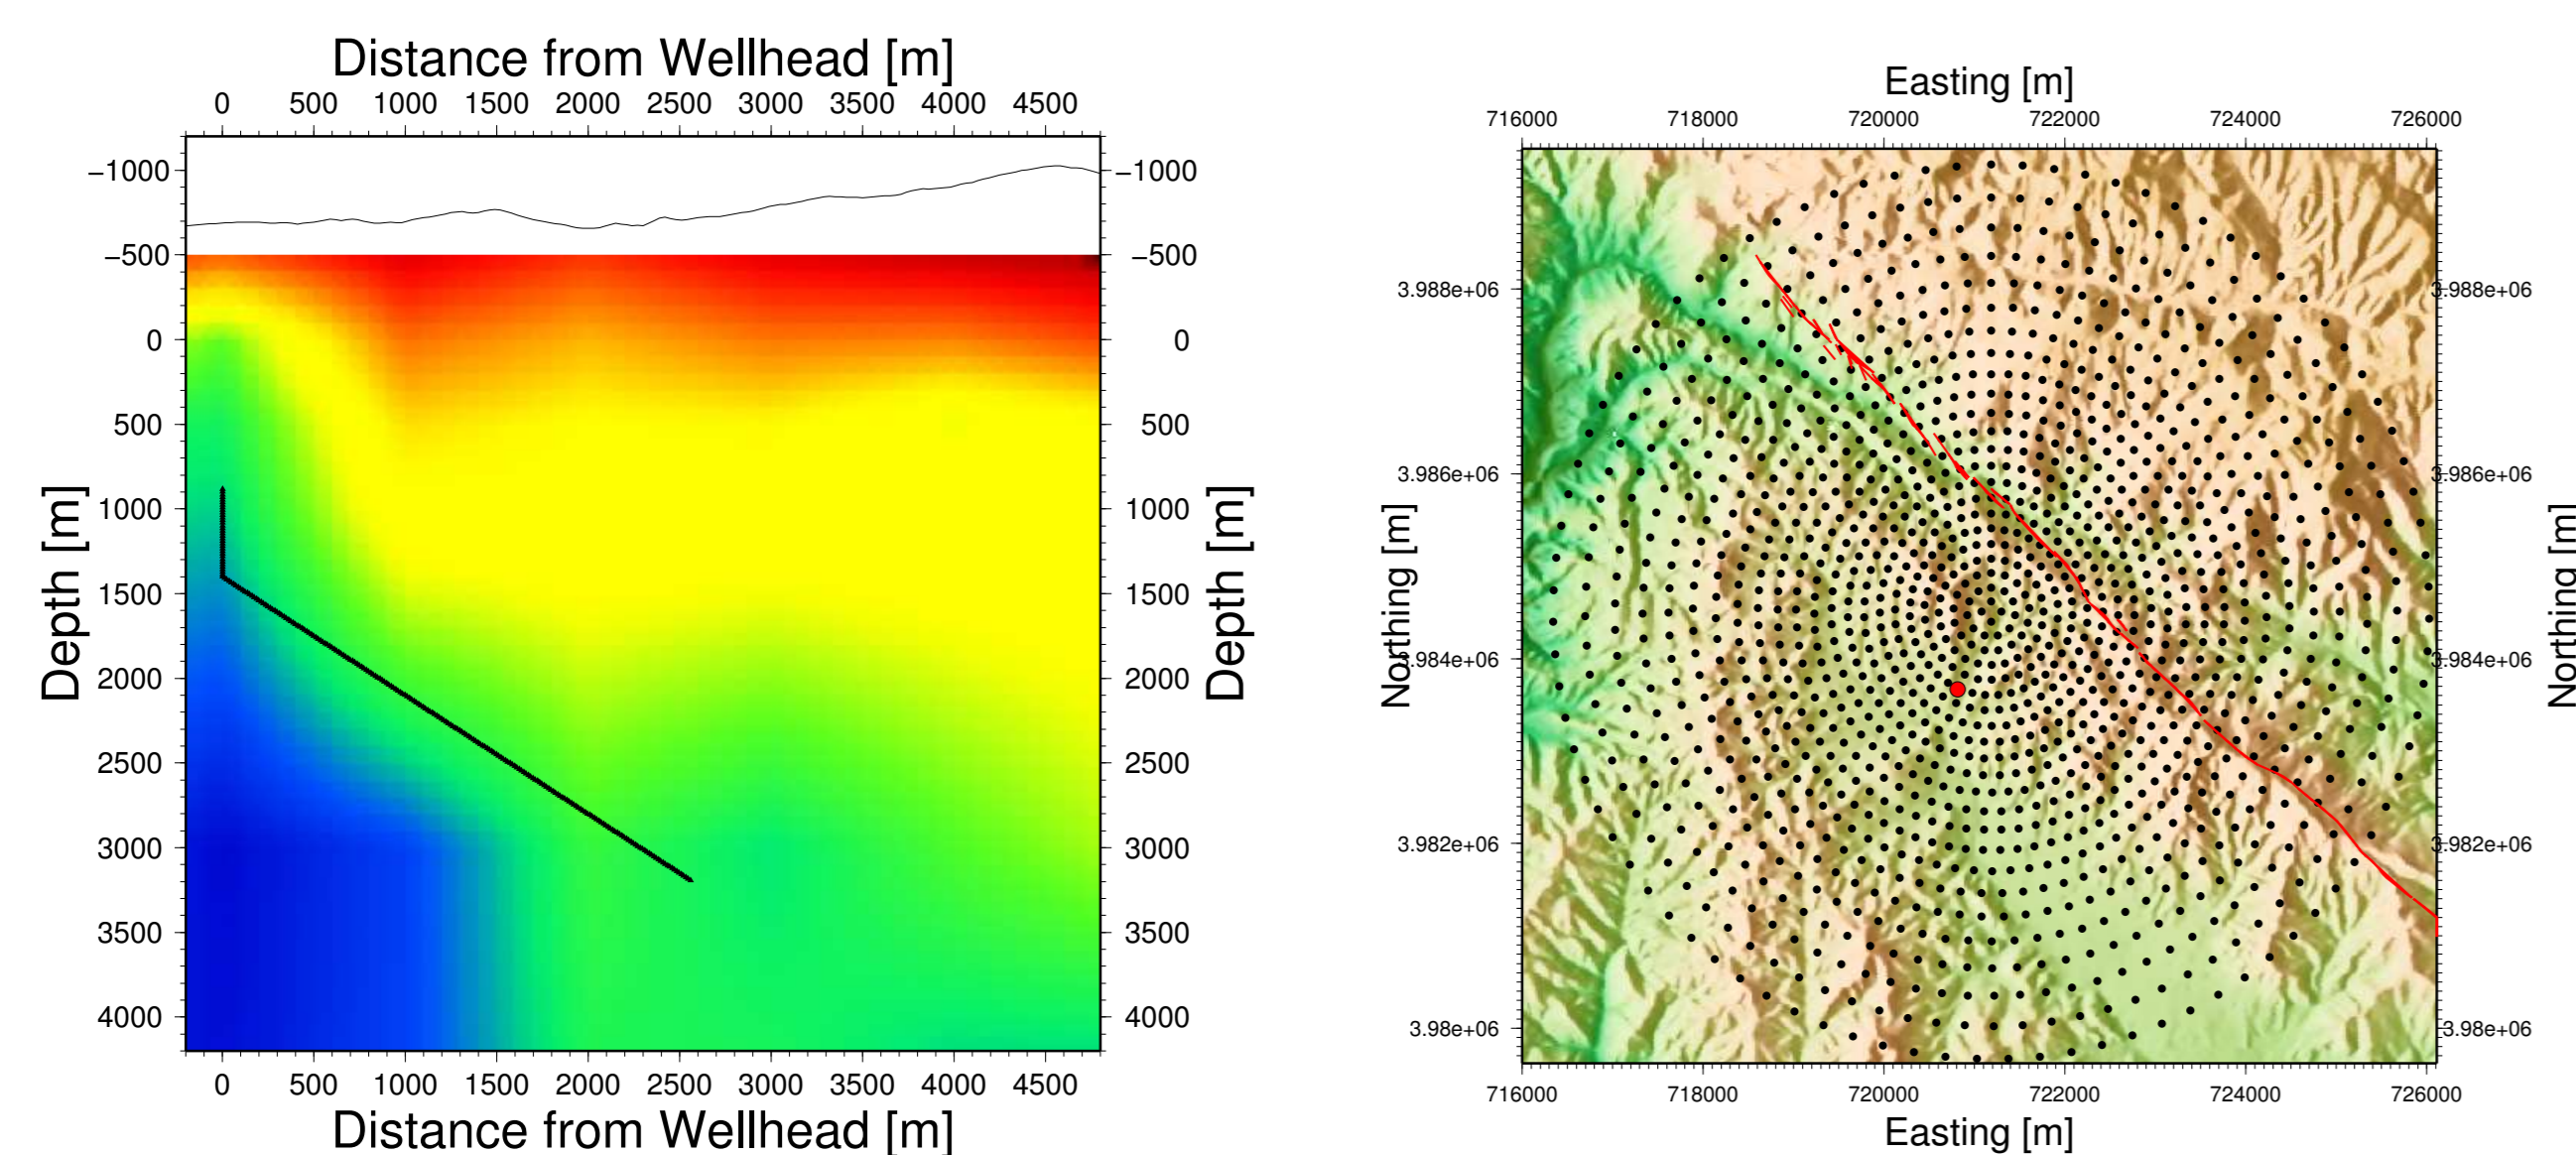 Distance from Wellhead [m]
0 500 1000 1500 2000 2500 3000 3500 4000 4500
−1000 −1000
−500 −500
0 0
500 500
1000 1000
1500 1500
2000 2000
2500 2500
3000 3000
3500 3500
4000 4000
Depth [m]
Depth [m]
0 500 1000 1500 2000 2500 3000 3500 4000 4500
Distance from Wellhead [m]
Easting [m]
716000 718000 720000 722000 724000 726000
3.988e+06 3.988e+06
3.986e+06 3.986e+06
3.984e+06 3.984e+06
3.982e+06 3.982e+06
3.98e+06 3.98e+06
Northing [m]
Northing [m]
716000 718000 720000 722000 724000 726000
Easting [m]